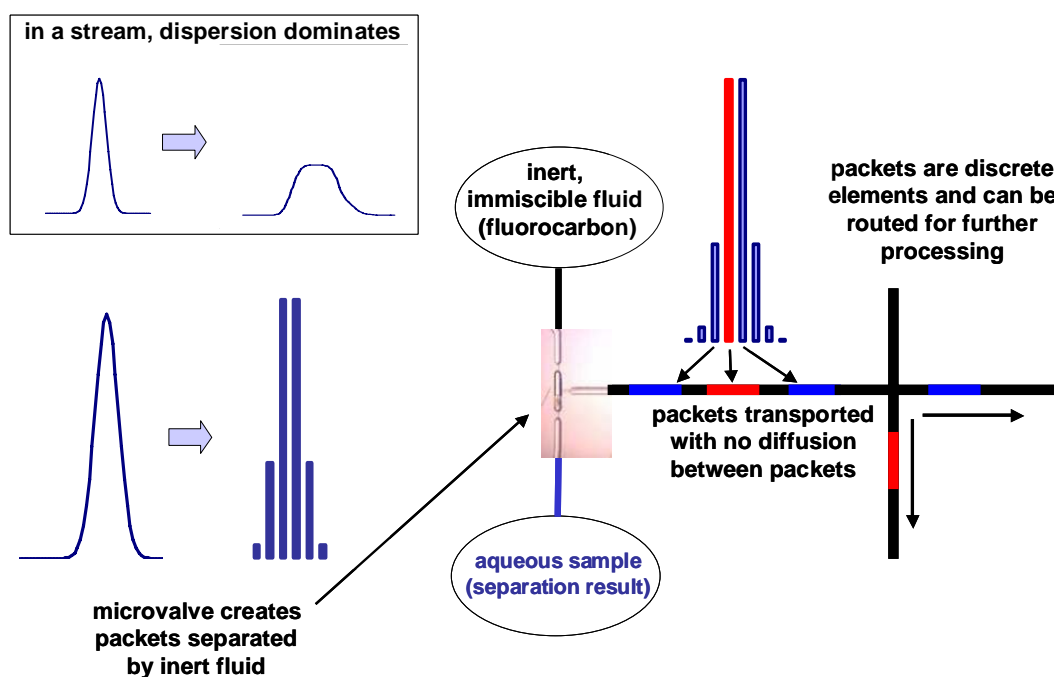 in a stream, dispersion dominates
inert,
immiscible fluid
(fluorocarbon)
packets are discrete
elements and can be
routed for further
processing
packets transported
with no diffusion
between packets
aqueous sample
(separation result)
microvalve creates
packets separated
by inert fluid